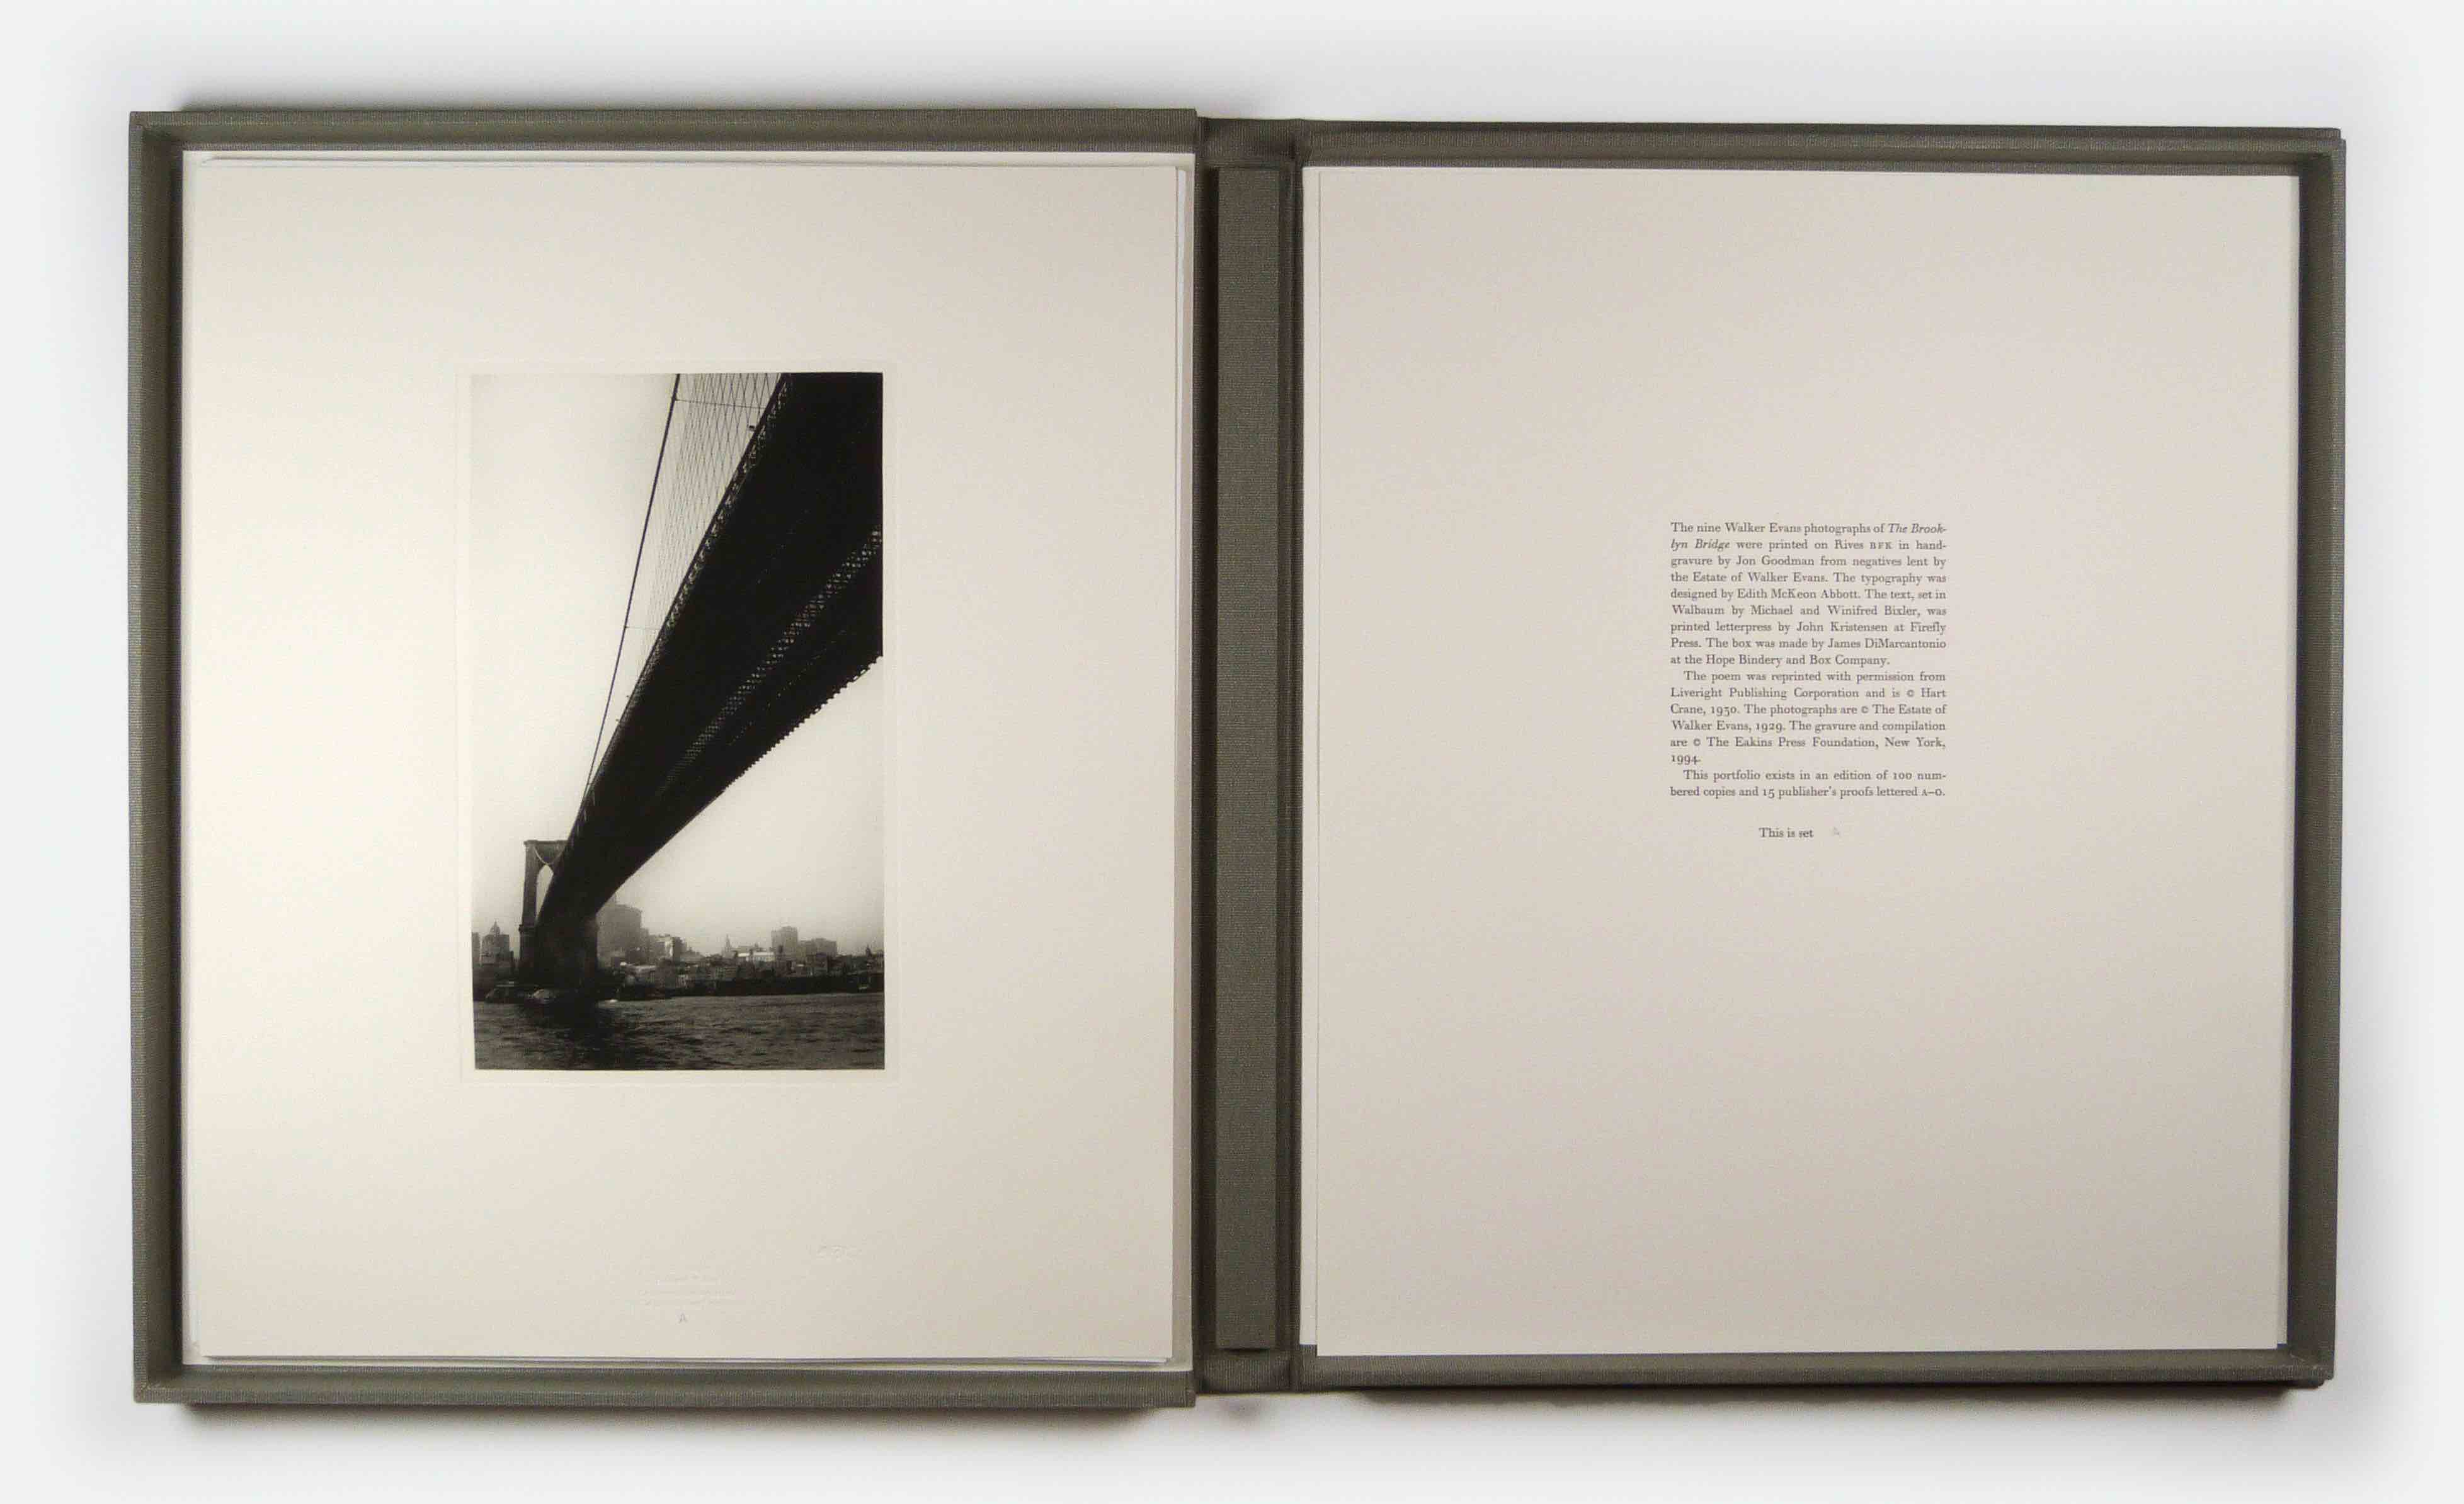 The nine Walker Evans photographs of The Brook-
lyn Bridge were printed on Rives BFK in hand-
gravure by Jon Goodman from negatives lent by
the Estate of Walker Evans. The typography was
designed by Edith McKeon Abbott. The text, set in
Walbaum by Michael and Winifred Bixler, was
printed letterpress by John Kristensen at Firefly
Press. The box was made by James DiMarcantonio
at the Hope Bindery and Box Company.
The poem was reprinted with permission from
Liveright Publishing Corporation and is © Hart
Crane, 1930. The photographs are © The Estate of
Walker Evans, 1929. The gravure and compilation
are © The Eakins Press Foundation, New York,
1994.
This portfolio exists in an edition of 100 num-
bered copies and 15 publisher's proofs lettered A–O.
This is set A
A